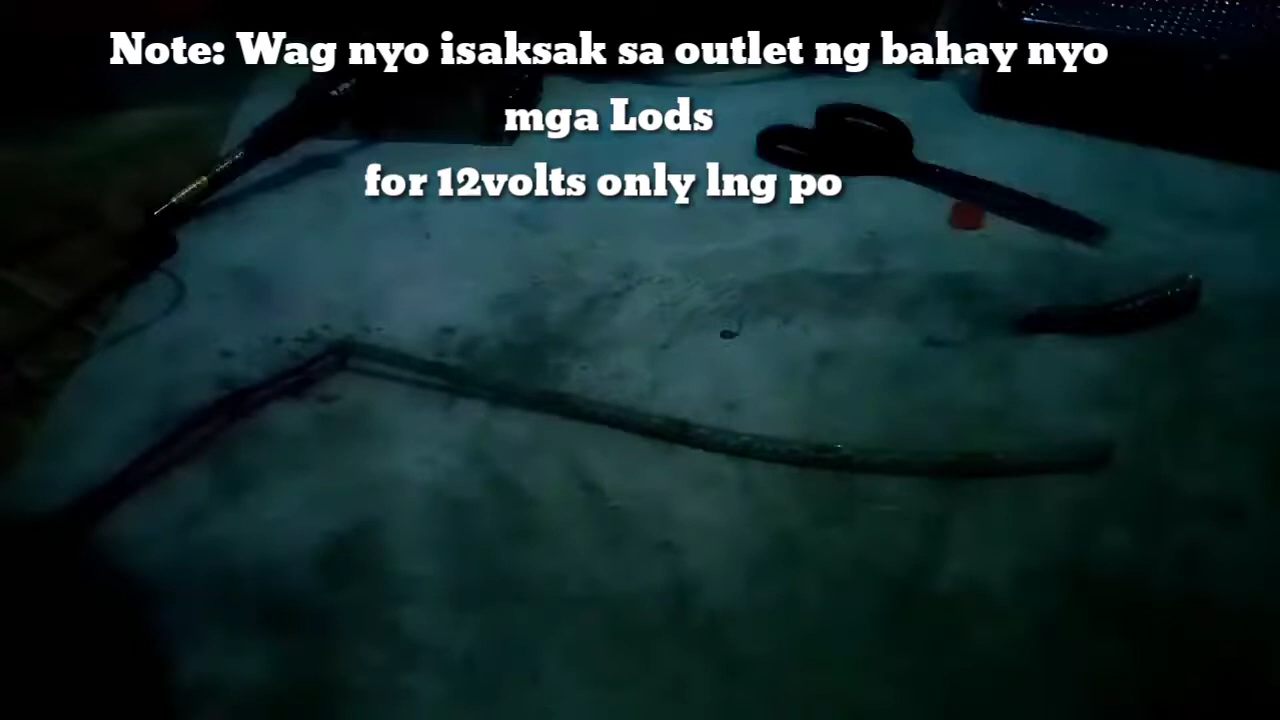 Note: Wag nyo isaksak sa outlet ng bahay nyo
mga Lods
for 12volts only lng po